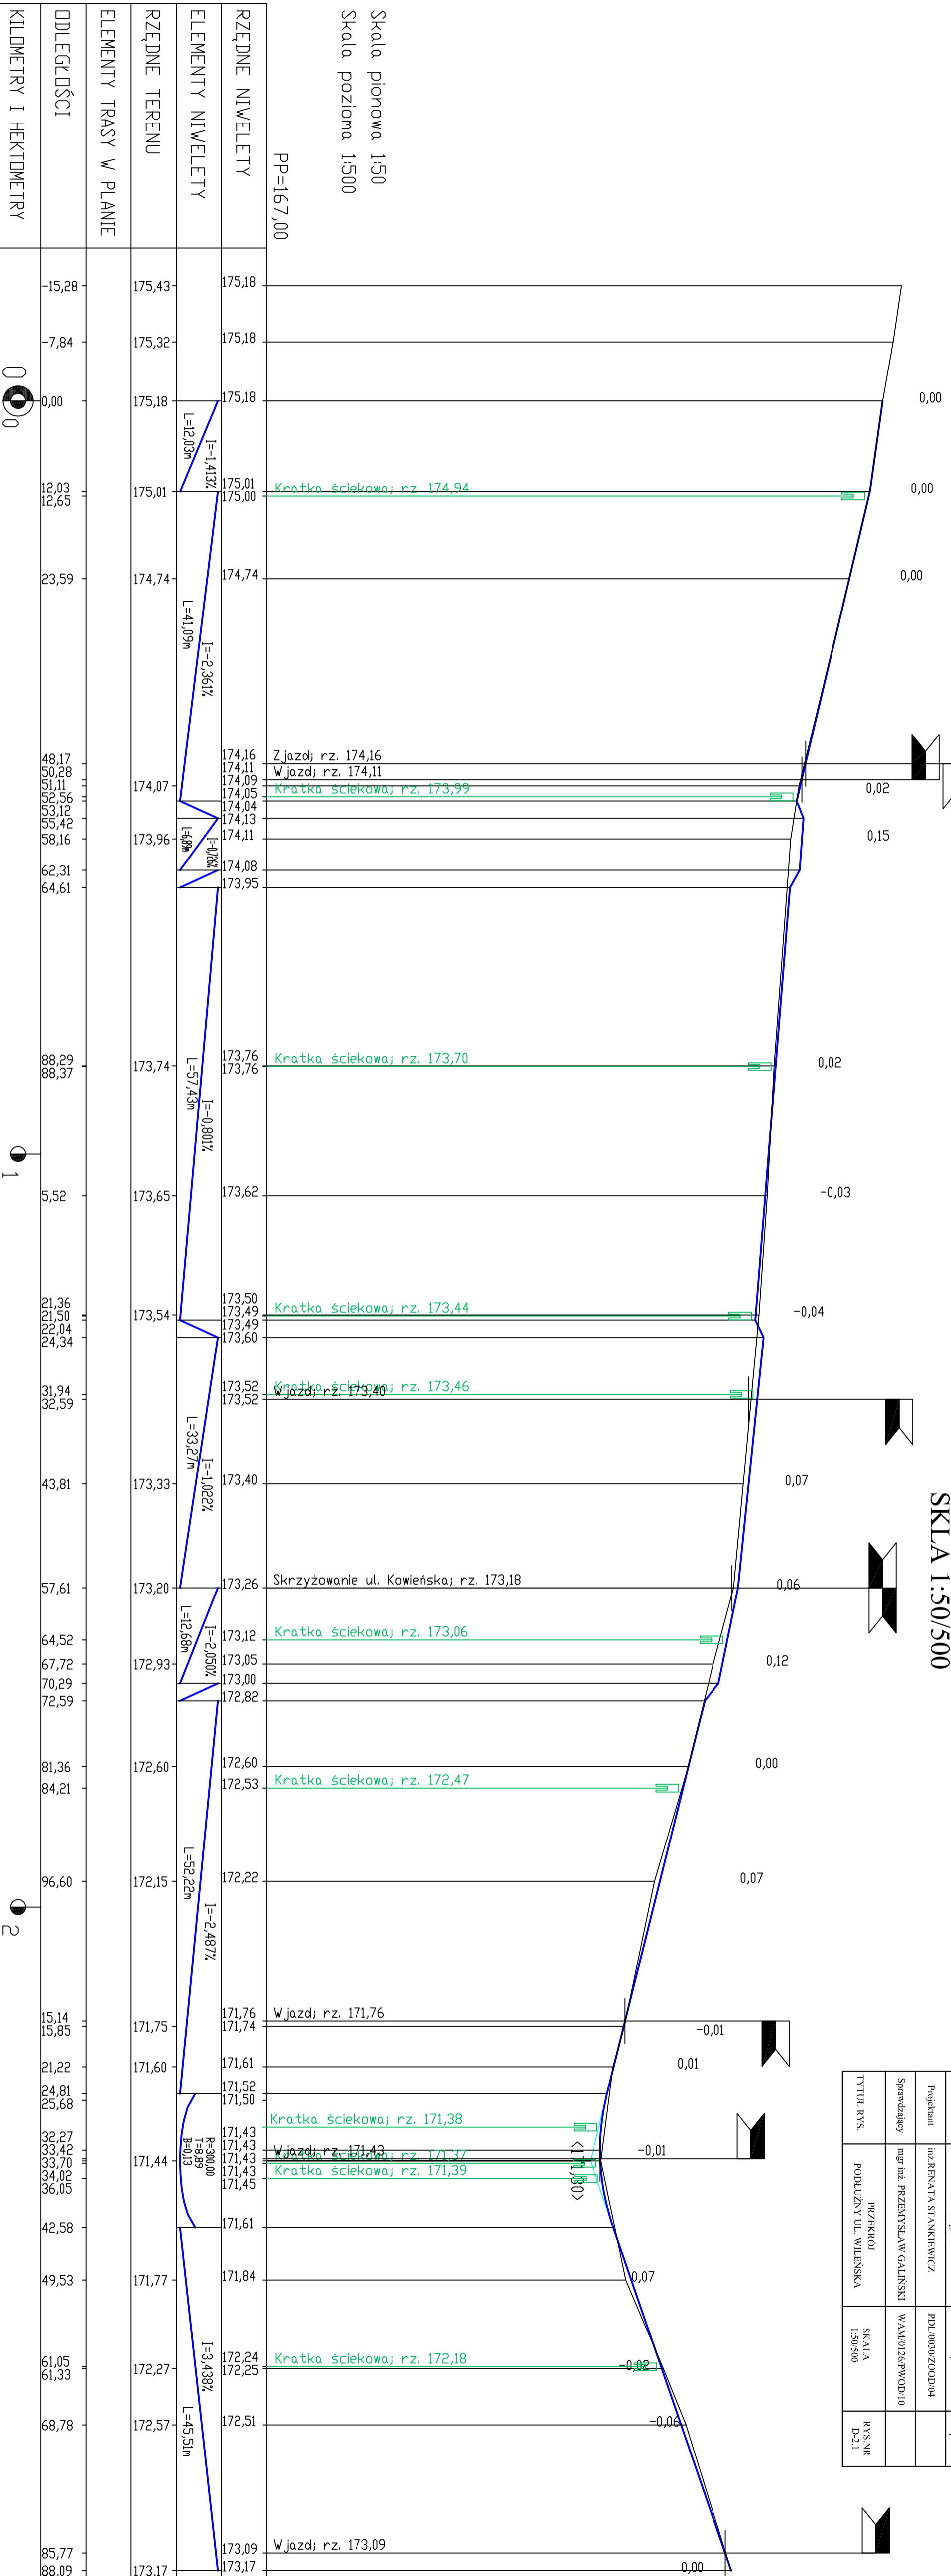 SKLA 1:50/500
Projektant inż.RENATA STANKIEWICZ PDL/0030/ZOOD/04
Sprawdzający mgr inż. PRZEMYSŁAW GALIŃSKI WAM/0126/PWOD/10
TYTUŁ RYS. PRZEKRÓJ PODŁUŻNY UL. WILEŃSKA SKALA 1:50/500 RYS.NR D-2.1
Skala pionowa 1:50
Skala pozioma 1:500
PP=167,00
0,00
0,00
0,00
0,02
0,15
0,02
-0,03
-0,04
0,07
0,06
0,12
0,00
0,07
-0,01
0,01
-0,01
0,07
-0,02
-0,06
0,00
<171,30>
Kratka ściekowa; rz. 174,94
Zjazd; rz. 174,16
Wjazd; rz. 174,11
Kratka ściekowa; rz. 173,99
Kratka ściekowa; rz. 173,70
Kratka ściekowa; rz. 173,44
Kratka ściekowa; rz. 173,46
Wjazd; rz. 173,40
Skrzyżowanie ul. Kowieńska; rz. 173,18
Kratka ściekowa; rz. 173,06
Kratka ściekowa; rz. 172,47
Wjazd; rz. 171,76
Kratka ściekowa; rz. 171,38
Wjazd; rz. 171,43
Kratka ściekowa; rz. 171,37
Kratka ściekowa; rz. 171,39
Kratka ściekowa; rz. 172,18
Wjazd; rz. 173,09
RZĘDNE NIWELETY
175,18 175,18 175,18 175,01 175,00 174,74 174,16 174,11 174,09 174,05 174,04 174,13 174,11 174,08 173,95 173,76 173,76 173,62 173,50 173,49 173,49 173,60 173,52 173,52 173,40 173,26 173,12 173,05 173,00 172,82 172,60 172,53 172,22 171,76 171,74 171,61 171,52 171,50 171,43 171,43 171,43 171,43 171,45 171,61 171,84 172,24 172,25 172,51 173,09 173,17
ELEMENTY NIWELETY
I=-1,413%
L=12,03m
I=-2,361%
L=41,09m
I=-0,726%
L=6,89m
I=-0,801%
L=57,43m
I=-1,022%
L=33,27m
I=-2,050%
L=12,68m
I=-2,487%
L=52,22m
R=300,00
T=8,89
B=0,13
I=3,438%
L=45,51m
RZĘDNE TERENU
175,43 175,32 175,18 175,01 174,74 174,07 173,96 173,74 173,65 173,54 173,33 173,20 172,93 172,60 172,15 171,75 171,60 171,44 171,77 172,27 172,57 173,17
ELEMENTY TRASY W PLANIE
ODLEGŁOŚCI
-15,28 -7,84 0,00 12,03 12,65 23,59 48,17 50,28 51,11 52,56 53,12 55,42 58,16 62,31 64,61 88,29 88,37 5,52 21,36 21,50 22,04 24,34 31,94 32,59 43,81 57,61 64,52 67,72 70,29 72,59 81,36 84,21 96,60 15,14 15,85 21,22 24,81 25,68 32,27 33,42 33,70 34,02 36,05 42,58 49,53 61,05 61,33 68,78 85,77 88,09
KILOMETRY I HEKTOMETRY
0 0 1 2